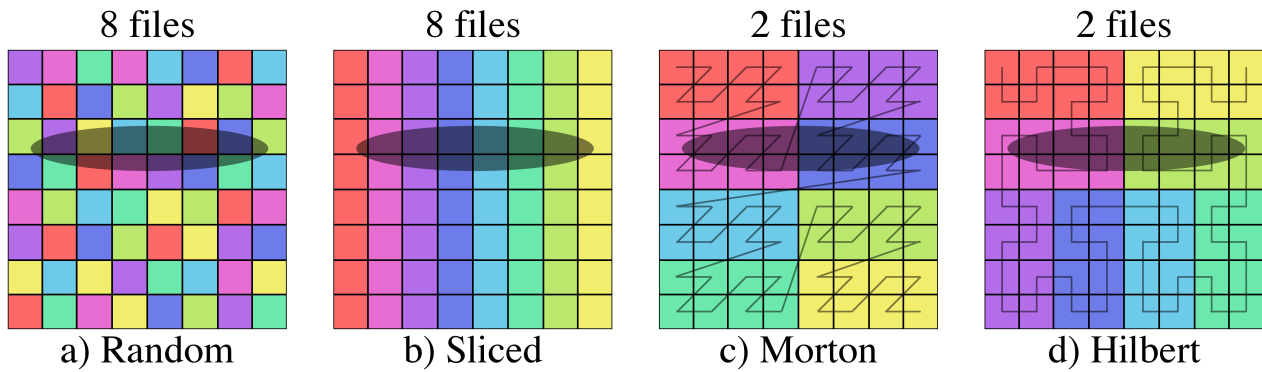 8 files
8 files
2 files
2 files
a) Random
b) Sliced
c) Morton
d) Hilbert